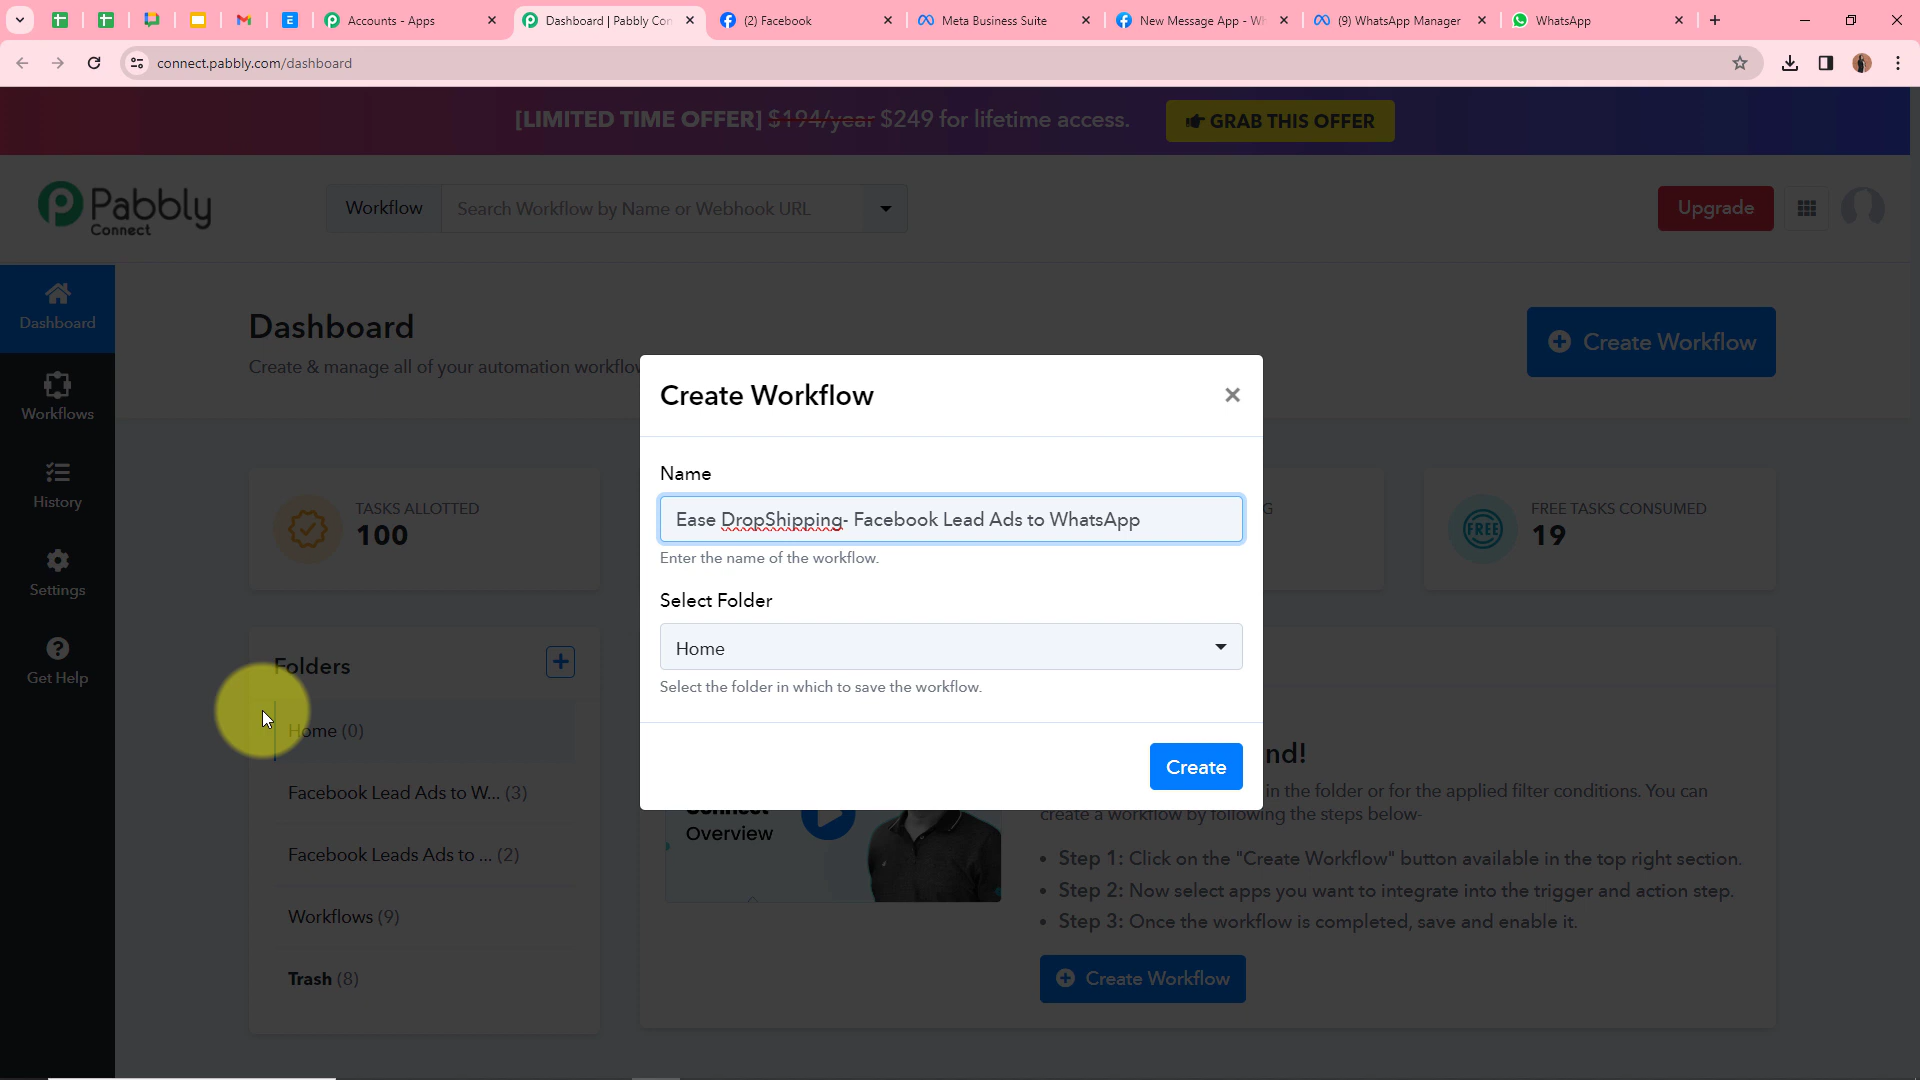 Accounts - Apps
Dashboard | Pabbly Con
(2) Facebook
Meta Business Suite
New Message App - Wh
(9) WhatsApp Manager
WhatsApp
connect.pabbly.com/dashboard
[LIMITED TIME OFFER] $194/year $249 for lifetime access.
GRAB THIS OFFER
Pabbly
Connect
Workflow
Search Workflow by Name or Webhook URL
Upgrade
Dashboard
Workflows
History
Settings
Get Help
Dashboard
Create & manage all of your automation workflow
Create Workflow
TASKS ALLOTTED
100
G
FREE TASKS CONSUMED
FREE
19
Create Workflow
Name
Ease DropShipping- Facebook Lead Ads to WhatsApp
Enter the name of the workflow.
Select Folder
Home
Select the folder in which to save the workflow.
Create
Folders
Home (0)
Facebook Lead Ads to W... (3)
Facebook Leads Ads to ... (2)
Workflows (9)
Trash (8)
Connect
Overview
nd!
in the folder or for the applied filter conditions. You can
create a workflow by following the steps below-
• Step 1: Click on the "Create Workflow" button available in the top right section.
• Step 2: Now select apps you want to integrate into the trigger and action step.
• Step 3: Once the workflow is completed, save and enable it.
Create Workflow